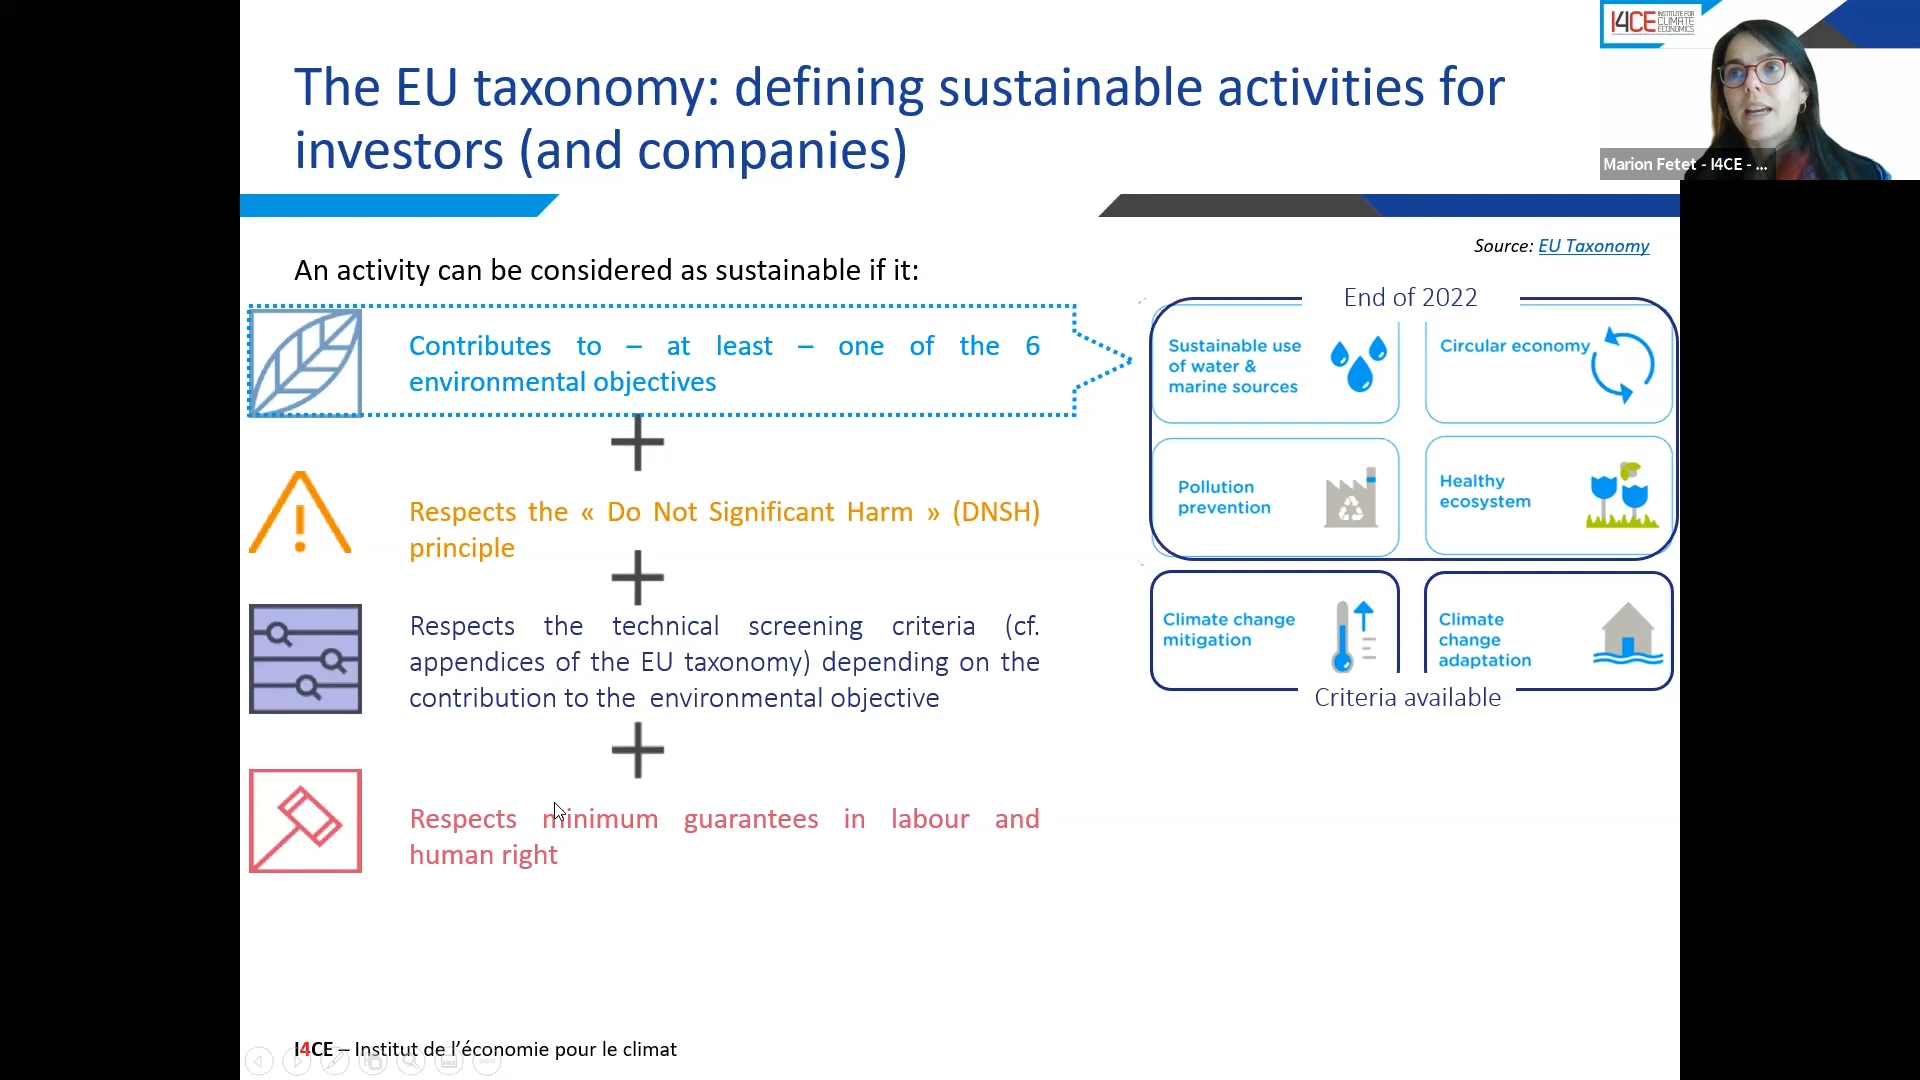 The EU taxonomy: defining sustainable activities for
investors (and companies)
I4CE INSTITUTE FOR
CLIMATE
ECONOMICS
Marion Fetet - I4CE - ...
Source: EU Taxonomy
An activity can be considered as sustainable if it:
Contributes to – at least – one of the 6
environmental objectives
Respects the « Do Not Significant Harm » (DNSH)
principle
Respects the technical screening criteria (cf.
appendices of the EU taxonomy) depending on the
contribution to the environmental objective
Respects minimum guarantees in labour and
human right
End of 2022
Sustainable use
of water &
marine sources
Circular economy
Pollution
prevention
Healthy
ecosystem
Climate change
mitigation
Climate
change
adaptation
Criteria available
I4CE – Institut de l’économie pour le climat